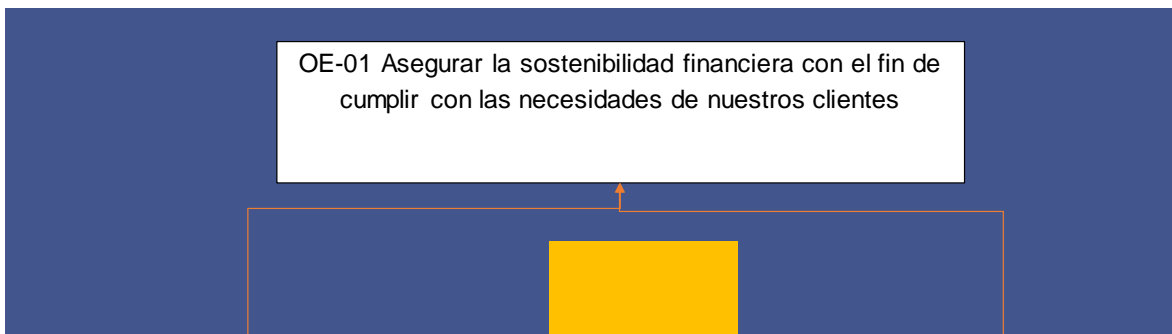 OE-01 Asegurar la sostenibilidad financiera con el fin de
cumplir con las necesidades de nuestros clientes